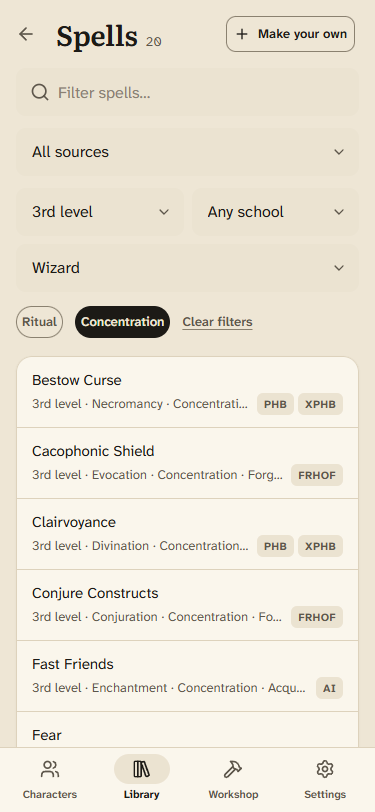 Spells 20
Make your own
Filter spells...
All sources
3rd level Any school
Wizard
Ritual Concentration Clear filters
Bestow Curse
3rd level · Necromancy · Concentrati... PHB XPHB
Cacophonic Shield
3rd level · Evocation · Concentration · Forg... FRHOF
Clairvoyance
3rd level · Divination · Concentration... PHB XPHB
Conjure Constructs
3rd level · Conjuration · Concentration · Fo... FRHOF
Fast Friends
3rd level · Enchantment · Concentration · Acqu... AI
Fear
Characters Library Workshop Settings